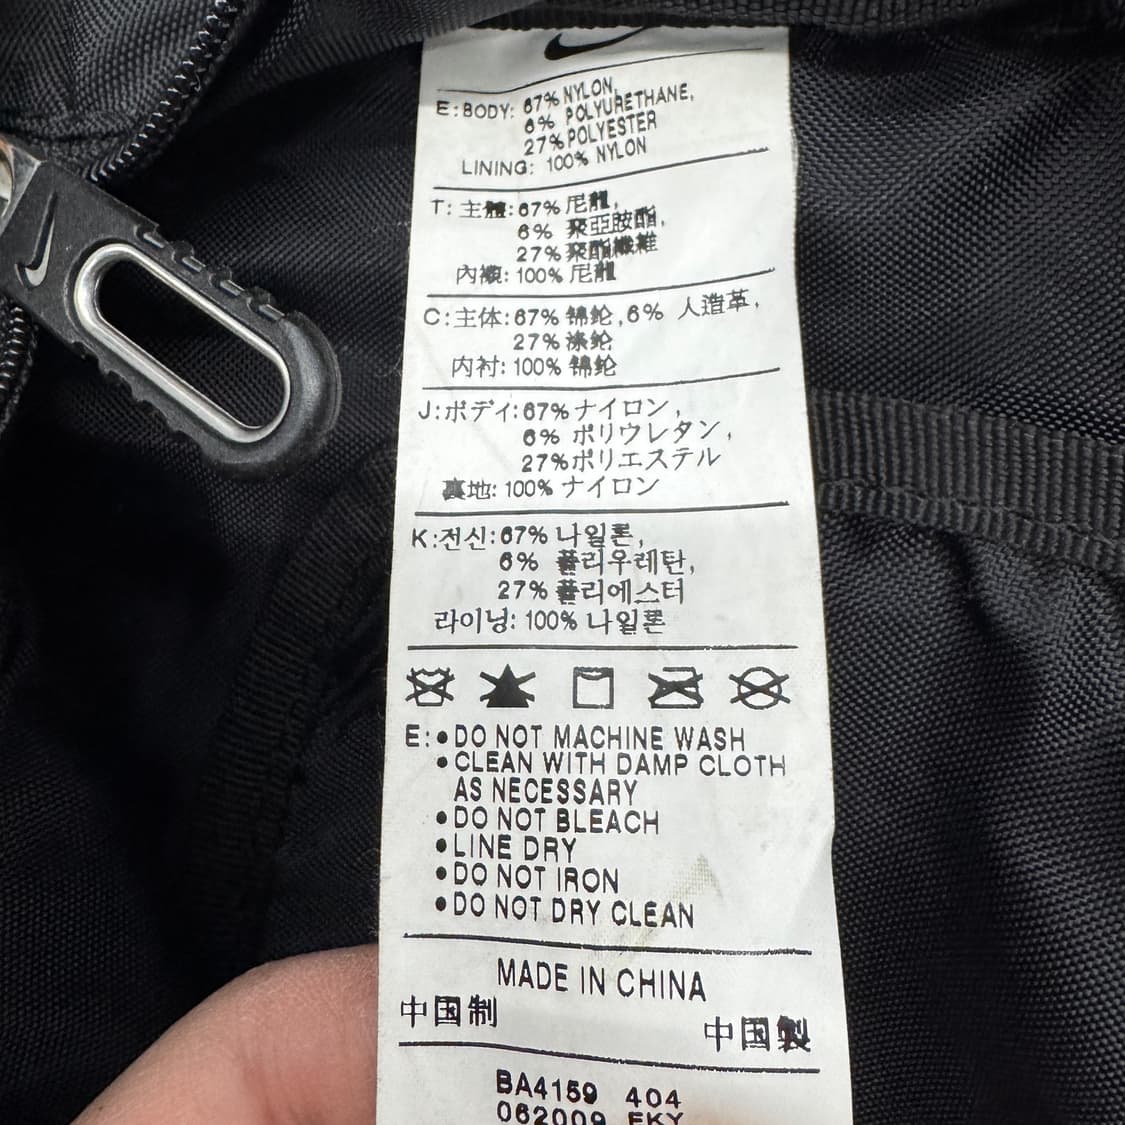 E:BODY: 67% NYLON,
6% POLYURETHANE,
27% POLYESTER
LINING: 100% NYLON
T: 主體: 67% 尼龍,
6% 聚亞胺酯,
27% 聚酯纖維
內襯: 100% 尼龍
C:主体: 67% 锦纶, 6% 人造革,
27% 涤纶
内衬: 100% 锦纶
J:ボディ: 67% ナイロン,
6% ポリウレタン,
27% ポリエステル
裏地: 100% ナイロン
K:전신: 67% 나일론,
6% 폴리우레탄,
27% 폴리에스터
라이닝: 100% 나일론
E: •DO NOT MACHINE WASH
•CLEAN WITH DAMP CLOTH
AS NECESSARY
•DO NOT BLEACH
•LINE DRY
•DO NOT IRON
•DO NOT DRY CLEAN
MADE IN CHINA
中国制
中国製
BA4159 404
062009 FKY